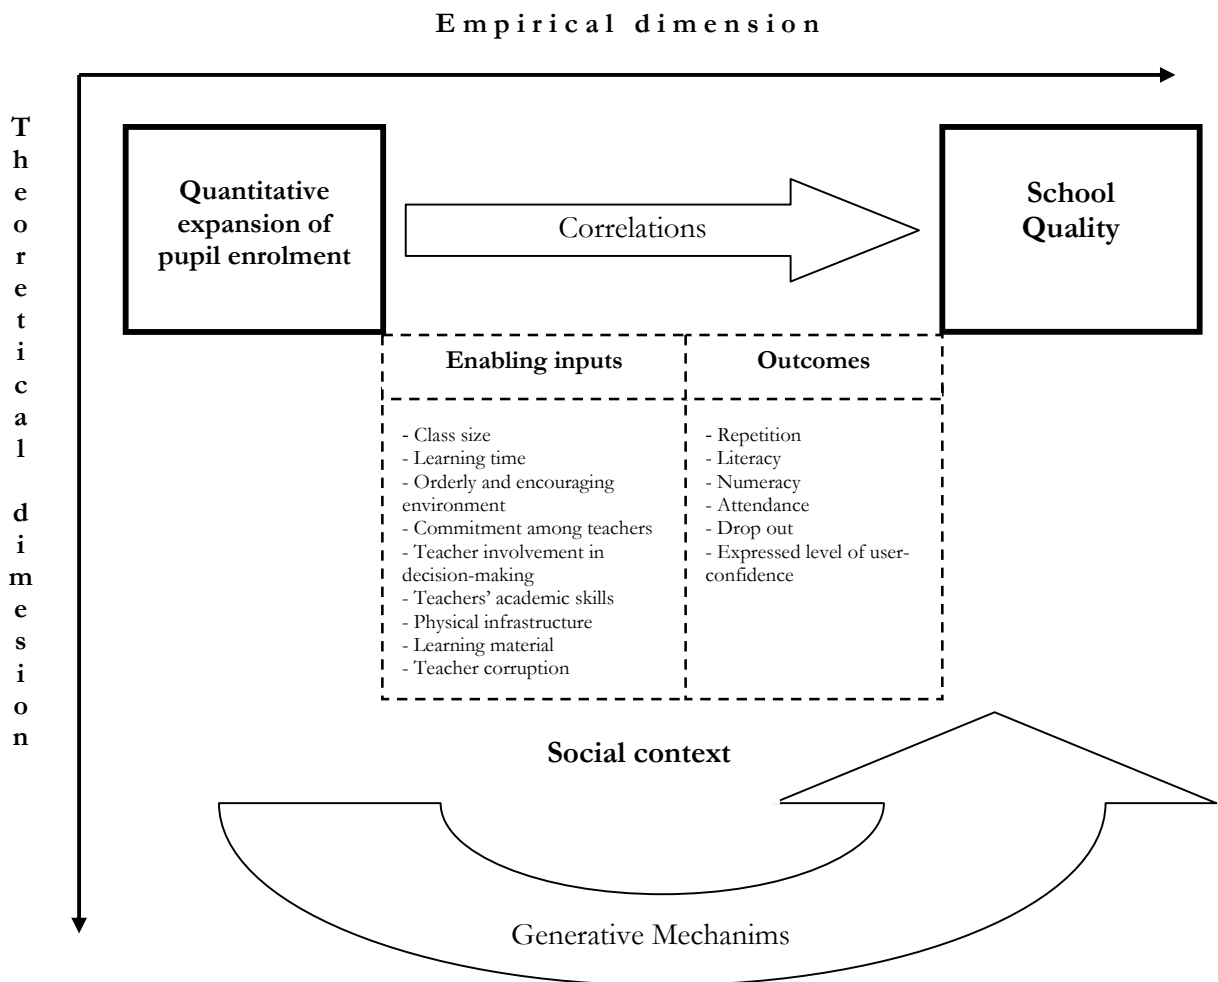 Empirical dimension
Theoretical dimesion
Quantitative
expansion of
pupil enrolment
Correlations
School
Quality
Enabling inputs
Outcomes
- Class size
- Learning time
- Orderly and encouraging
environment
- Commitment among teachers
- Teacher involvement in
decision-making
- Teachers’ academic skills
- Physical infrastructure
- Learning material
- Teacher corruption
- Repetition
- Literacy
- Numeracy
- Attendance
- Drop out
- Expressed level of user-
confidence
Social context
Generative Mechanims